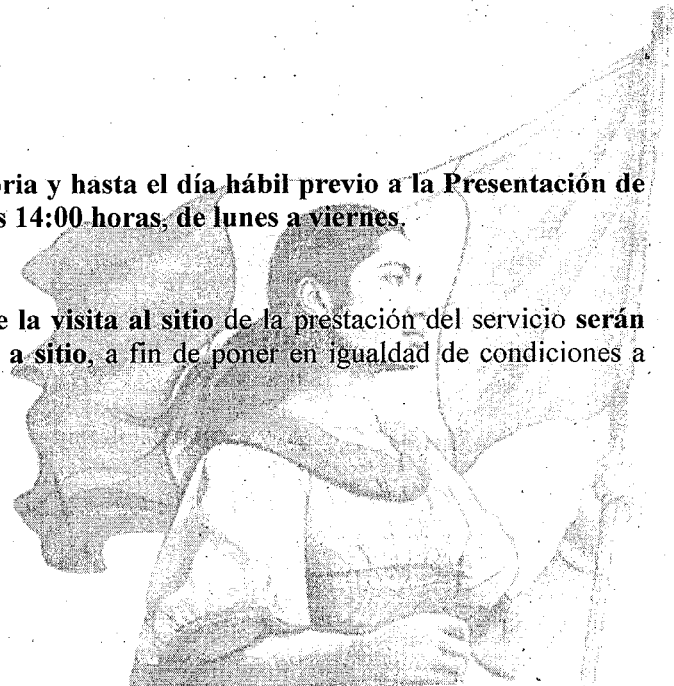 ria y hasta el día hábil previo a la Presentación de
s 14:00 horas, de lunes a viernes.
e la visita al sitio de la prestación del servicio serán
a sitio, a fin de poner en igualdad de condiciones a